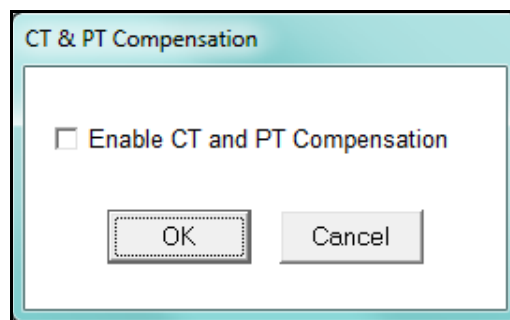 CT & PT Compensation
Enable CT and PT Compensation
OK Cancel